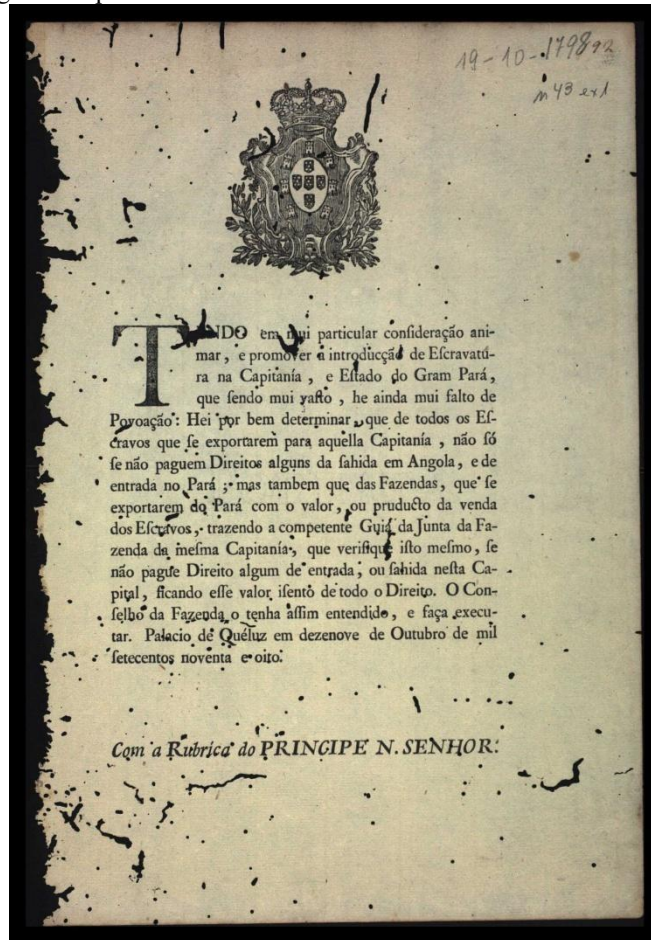 19-10-1798 92
n 43 ex 1
TENDO em mui particular conſideração ani-
mar, e promover a introducçaõ de Eſcravatú-
ra na Capitanía, e Eſtado do Gram Pará,
que ſendo mui vaſto, he ainda mui falto de
Povoação: Hei por bem determinar, que de todos os Eſ-
cravos que ſe exportarem para aquella Capitanía, não ſó
ſe não paguem Direitos alguns da ſahida em Angola, e de
entrada no Pará; mas tambem que das Fazendas, que ſe
exportarem do Pará com o valor, ou pruducto da venda
dos Eſcravos, trazendo a competente Guia da Junta da Fa-
zenda da meſma Capitanía, que verifique iſto meſmo, ſe
não pague Direito algum de entrada, ou ſahida neſta Ca-
pital, ficando eſſe valor iſento de todo o Direito. O Con-
ſelho da Fazenda o tenha aſſim entendido, e faça execu-
tar. Palacio de Quéluz em dezenove de Outubro de mil
ſetecentos noventa e oito.
Com a Rubrica do PRINCIPE N. SENHOR.